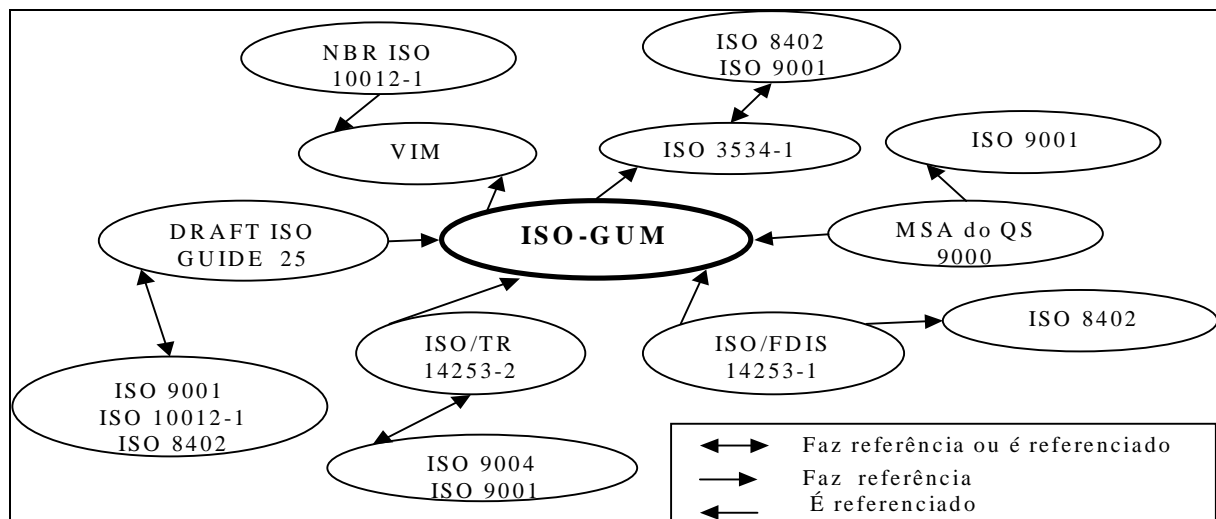 NBR ISO
10012-1
ISO 8402
ISO 9001
VIM
ISO 3534-1
ISO 9001
DRAFT ISO
GUIDE 25
ISO-GUM
MSA do QS
9000
ISO/TR
14253-2
ISO/FDIS
14253-1
ISO 8402
ISO 9001
ISO 10012-1
ISO 8402
ISO 9004
ISO 9001
Faz referência ou é referenciado
Faz referência
É referenciado